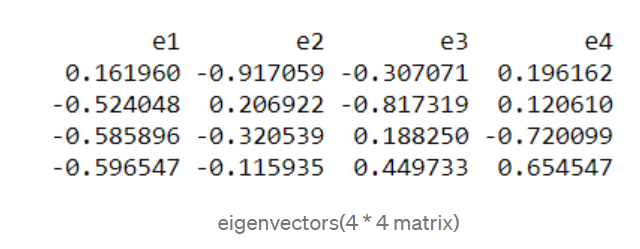 e1 e2 e3 e4
0.161960 -0.917059 -0.307071 0.196162
-0.524048 0.206922 -0.817319 0.120610
-0.585896 -0.320539 0.188250 -0.720099
-0.596547 -0.115935 0.449733 0.654547
eigenvectors(4 * 4 matrix)